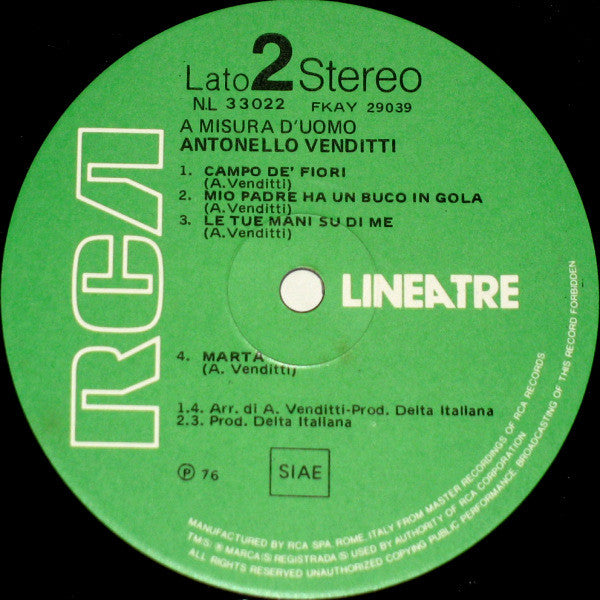 Lato 2 Stereo
NL 33022 FKAY 29039
A MISURA D'UOMO
ANTONELLO VENDITTI
1. CAMPO DE' FIORI
(A. Venditti)
2. MIO PADRE HA UN BUCO IN GOLA
(A. Venditti)
3. LE TUE MANI SU DI ME
(A. Venditti)
RCA
LINEATRE
4. MARTA
(A. Venditti)
1.4. Arr. di A. Venditti-Prod. Delta Italiana
2.3. Prod. Delta Italiana
℗ 76
SIAE
MANUFACTURED BY RCA SPA, ROME, ITALY FROM MASTER RECORDINGS OF RCA RECORDS
TM(S) ® MARCA(S) REGISTRADA(S) USED BY AUTHORITY OF RCA CORPORATION
ALL RIGHTS RESERVED UNAUTHORIZED COPYING PUBLIC PERFORMANCE, BROADCASTING OF THIS RECORD FORBIDDEN